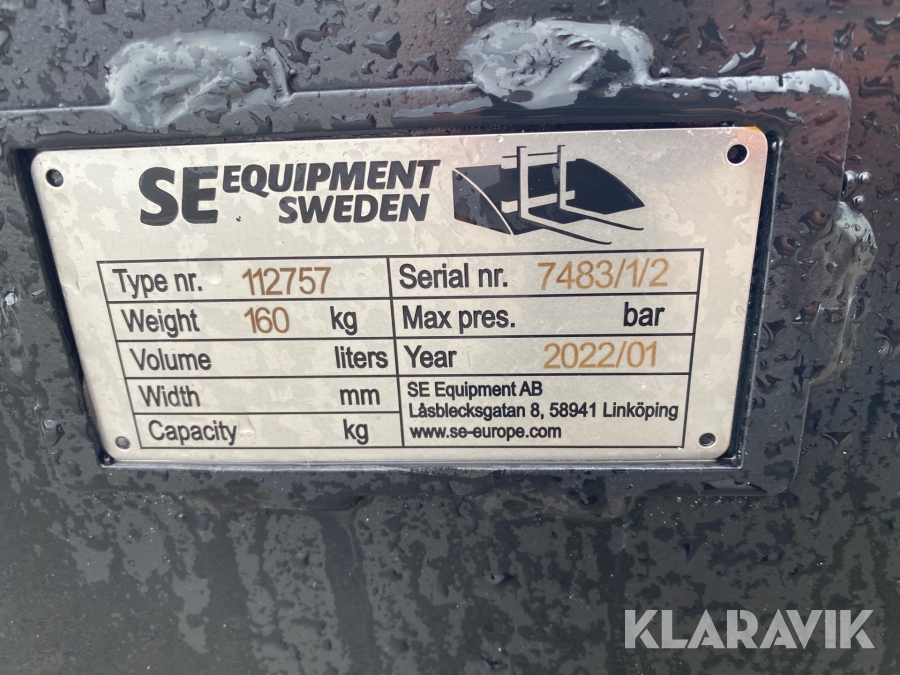 SE EQUIPMENT
SWEDEN
Type nr. 112757 Serial nr. 7483/1/2
Weight 160 kg Max pres. bar
Volume liters Year 2022/01
Width mm SE Equipment AB
Låsblecksgatan 8, 58941 Linköping
Capacity kg www.se-europe.com
KLARAVIK